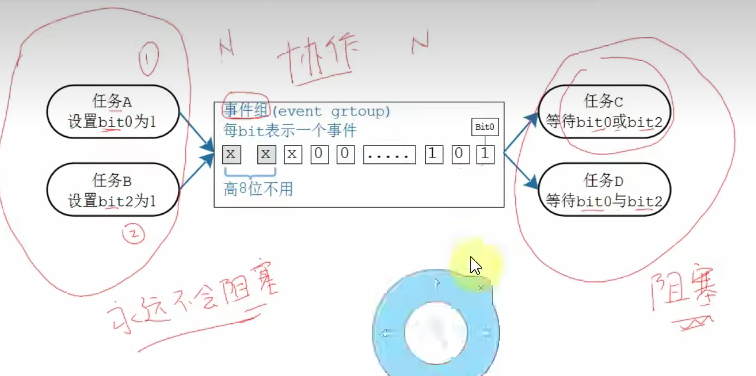 ①
N 协作 N
任务A
设置bit0为1
任务B
设置bit2为1
②
事件组(event grtoup)
每bit表示一个事件
Bit0
x x x 0 0 ..... 1 0 1
高8位不用
任务C
等待bit0或bit2
任务D
等待bit0与bit2
永远不会阻塞
阻塞